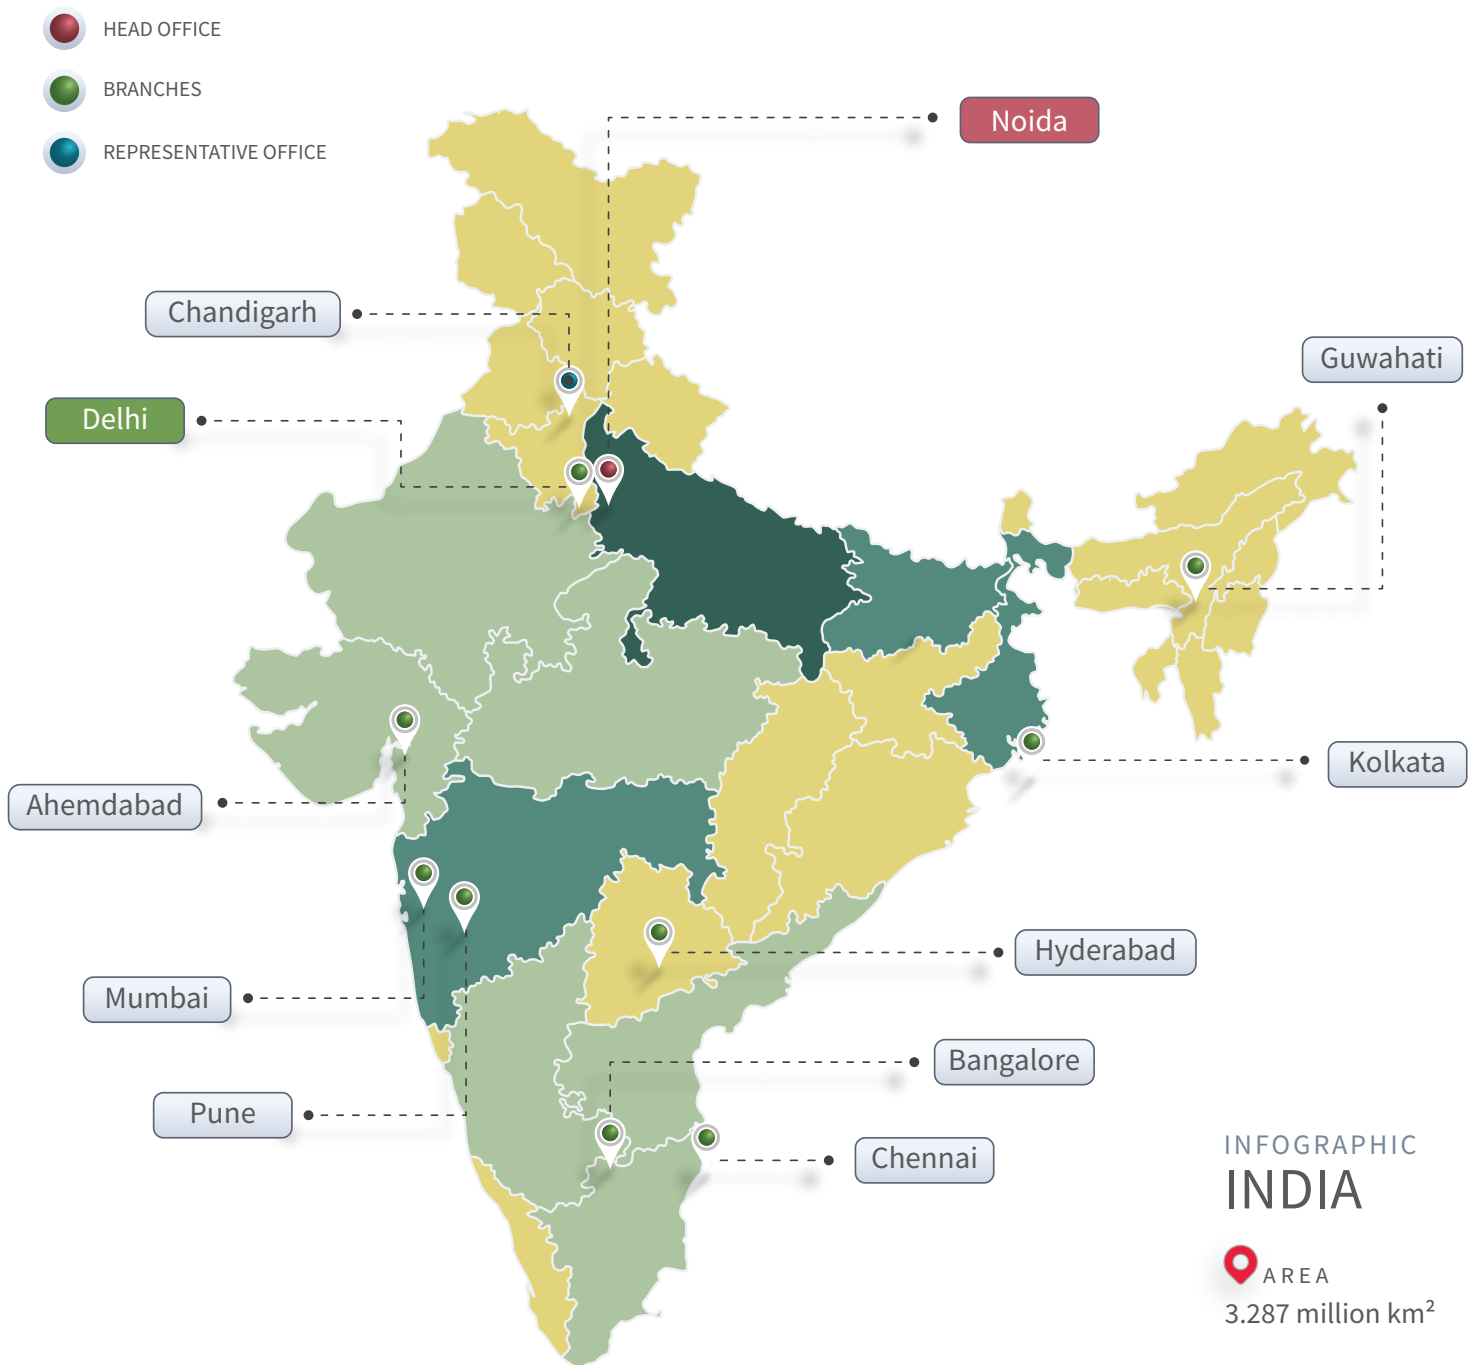 HEAD OFFICE
BRANCHES
REPRESENTATIVE OFFICE
Noida
Chandigarh
Guwahati
Delhi
Kolkata
Ahemdabad
Hyderabad
Mumbai
Bangalore
Pune
Chennai
INFOGRAPHIC
INDIA
AREA
3.287 million km²